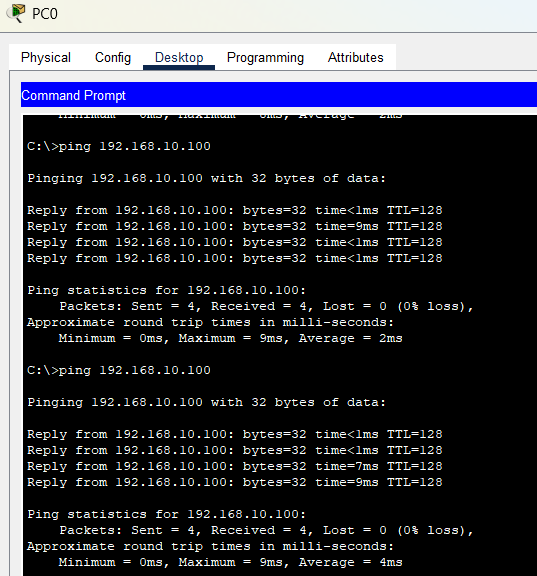 PC0
Physical Config Desktop Programming Attributes
Command Prompt
Minimum = 0ms, Maximum = 8ms, Average = 2ms
C:\>ping 192.168.10.100
Pinging 192.168.10.100 with 32 bytes of data:
Reply from 192.168.10.100: bytes=32 time<1ms TTL=128
Reply from 192.168.10.100: bytes=32 time=9ms TTL=128
Reply from 192.168.10.100: bytes=32 time<1ms TTL=128
Reply from 192.168.10.100: bytes=32 time<1ms TTL=128
Ping statistics for 192.168.10.100:
Packets: Sent = 4, Received = 4, Lost = 0 (0% loss),
Approximate round trip times in milli-seconds:
Minimum = 0ms, Maximum = 9ms, Average = 2ms
C:\>ping 192.168.10.100
Pinging 192.168.10.100 with 32 bytes of data:
Reply from 192.168.10.100: bytes=32 time<1ms TTL=128
Reply from 192.168.10.100: bytes=32 time<1ms TTL=128
Reply from 192.168.10.100: bytes=32 time=7ms TTL=128
Reply from 192.168.10.100: bytes=32 time=9ms TTL=128
Ping statistics for 192.168.10.100:
Packets: Sent = 4, Received = 4, Lost = 0 (0% loss),
Approximate round trip times in milli-seconds:
Minimum = 0ms, Maximum = 9ms, Average = 4ms